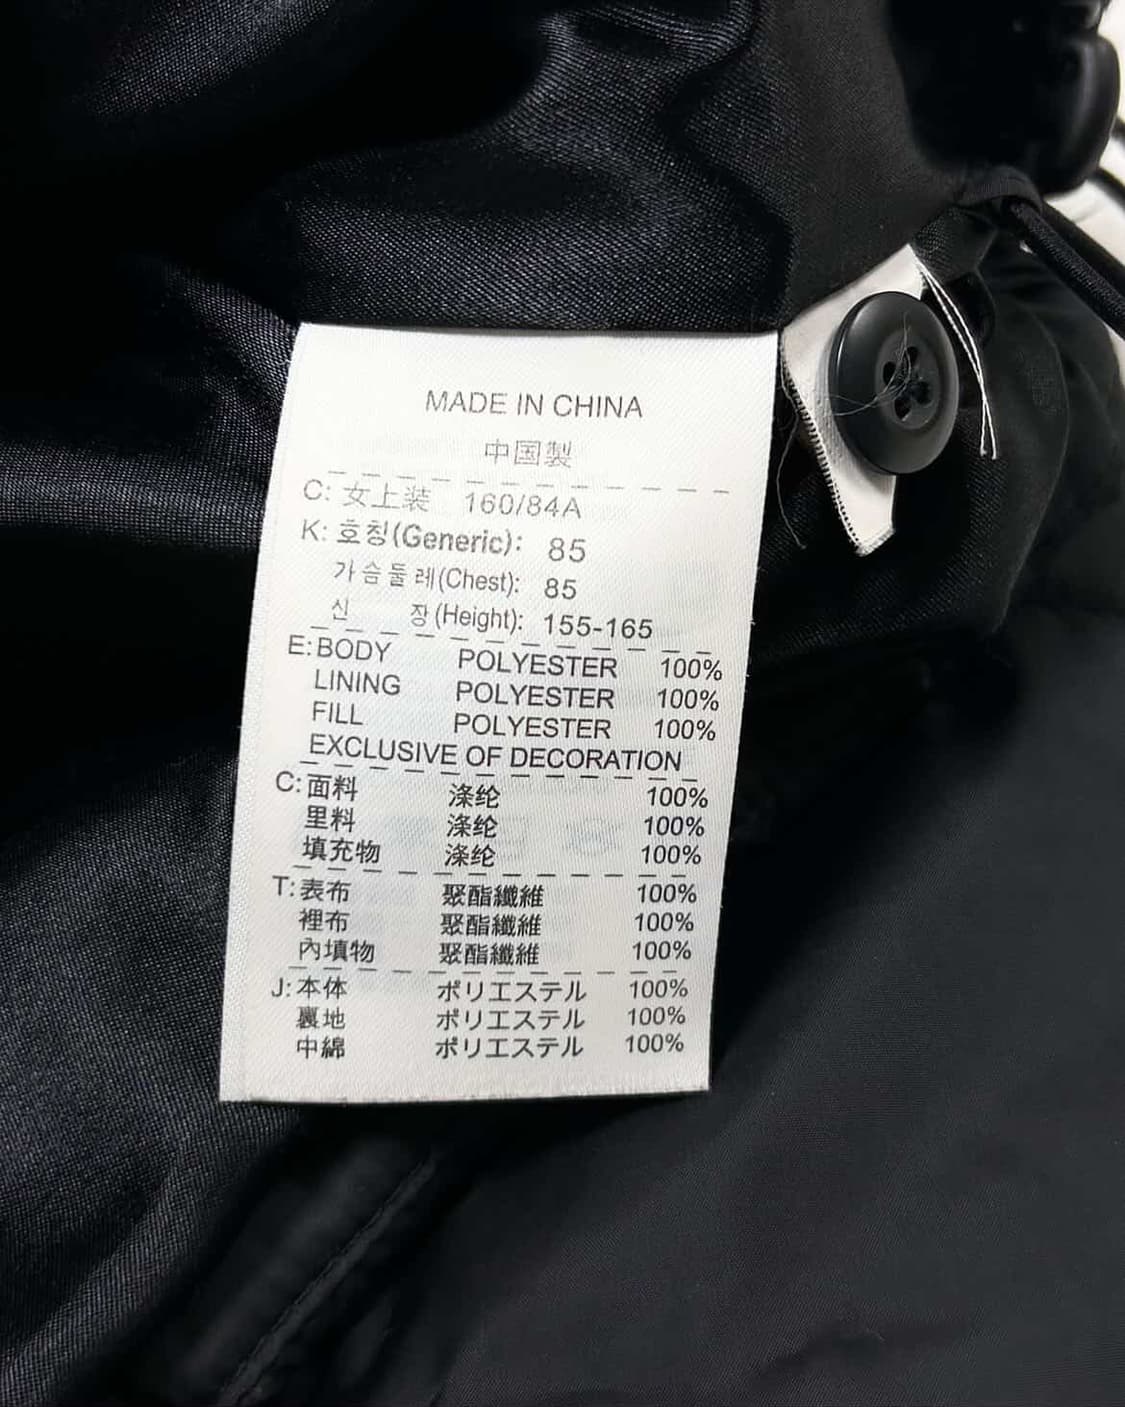 MADE IN CHINA
中国製
C: 女上装 160/84A
K: 호칭(Generic): 85
가슴둘레(Chest): 85
신 장(Height): 155-165
E: BODY POLYESTER 100%
LINING POLYESTER 100%
FILL POLYESTER 100%
EXCLUSIVE OF DECORATION
C: 面料 涤纶 100%
里料 涤纶 100%
填充物 涤纶 100%
T: 表布 聚酯纖維 100%
裡布 聚酯纖維 100%
內填物 聚酯纖維 100%
J: 本体 ポリエステル 100%
裏地 ポリエステル 100%
中綿 ポリエステル 100%